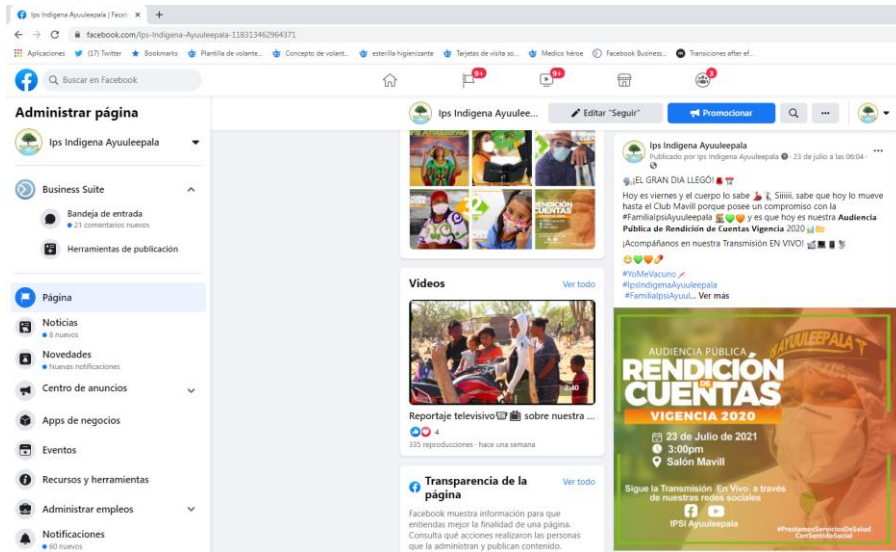 Ips Indigena Ayuuleepala | Faceb
facebook.com/Ips-Indigena-Ayuuleepala-118313462964371
Aplicaciones (17) Twitter Bookmarks Plantilla de volante... Concepto de volant... esterilla higienizante Tarjetas de visita so... Medico héroe Facebook Business... Transiciones after ef...
Buscar en Facebook
9+ 9+ 3
Administrar página
Ips Indigena Ayuuleepala
Business Suite
Bandeja de entrada
21 comentarios nuevos
Herramientas de publicación
Página
Noticias
8 nuevos
Novedades
Nuevas notificaciones
Centro de anuncios
Apps de negocios
Eventos
Recursos y herramientas
Administrar empleos
Notificaciones
60 nuevos
Ips Indigena Ayuulee...
Editar "Seguir"
Promocionar
RENDICIÓN
CUENTAS
Videos
Ver todo
2:40
Reportaje televisivo sobre nuestra ...
4
335 reproducciones · hace una semana
Transparencia de la página
Ver todo
Facebook muestra información para que
entiendas mejor la finalidad de una página.
Consulta qué acciones realizaron las personas
que la administran y publican contenido.
Ips Indigena Ayuuleepala
Publicado por Ips Indigena Ayuuleepala · 23 de julio a las 06:04 ·
¡EL GRAN DIA LLEGÓ!
Hoy es viernes y el cuerpo lo sabe Siiiiii, sabe que hoy lo mueve
hasta el Club Mavill porque posee un compromiso con la
#FamiliaIpsiAyuuleepala y es que hoy es nuestra Audiencia
Pública de Rendición de Cuentas Vigencia 2020
¡Acompáñanos en nuestra Transmisión EN VIVO!
#YoMeVacuno
#IpsIndigenaAyuuleepala
#FamiliaIpsiAyuul... Ver más
AYUULEEPALA
AUDIENCIA PÚBLICA
RENDICIÓN
DE
CUENTAS
VIGENCIA 2020
23 de Julio de 2021
3:00pm
Salón Mavill
Sigue la Transmisión En Vivo a través
de nuestras redes sociales
IPSI Ayuuleepala
#PrestamosServiciosDeSalud
ConSentidoSocial